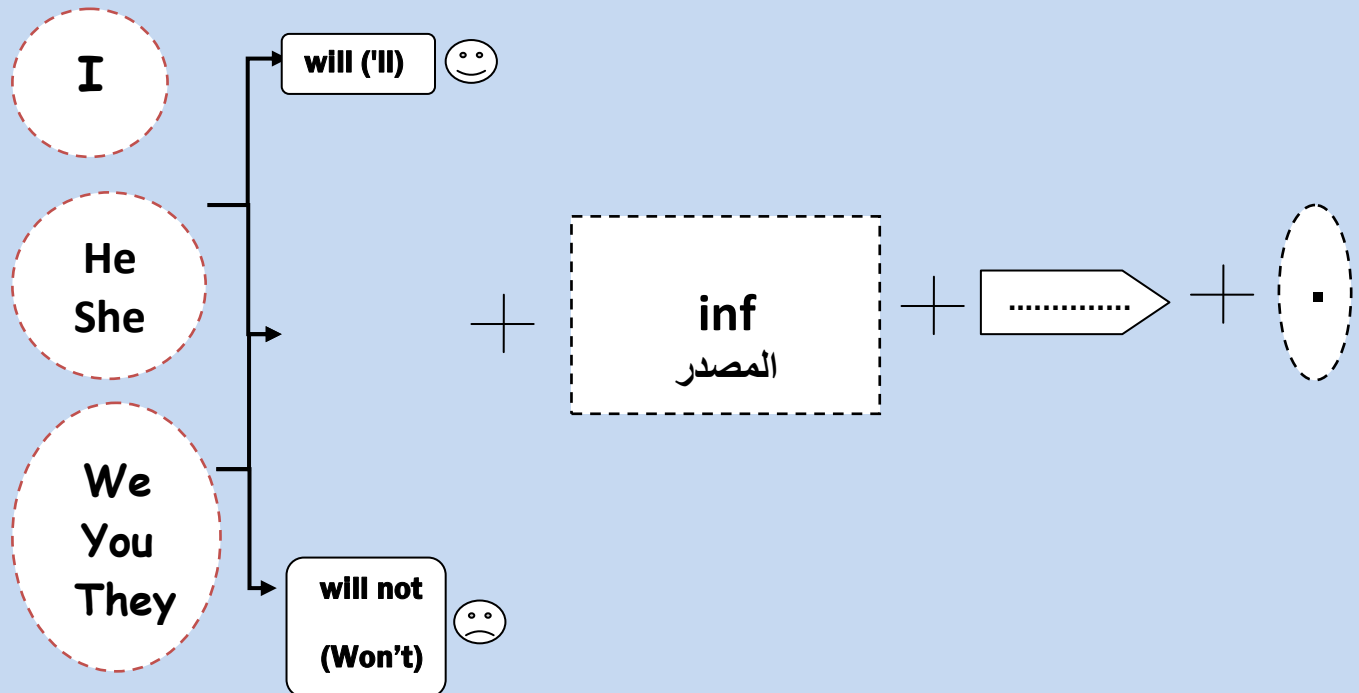 I
will ('ll)
He
She
inf
المصدر
..............
.
We
You
They
will not
(Won’t)